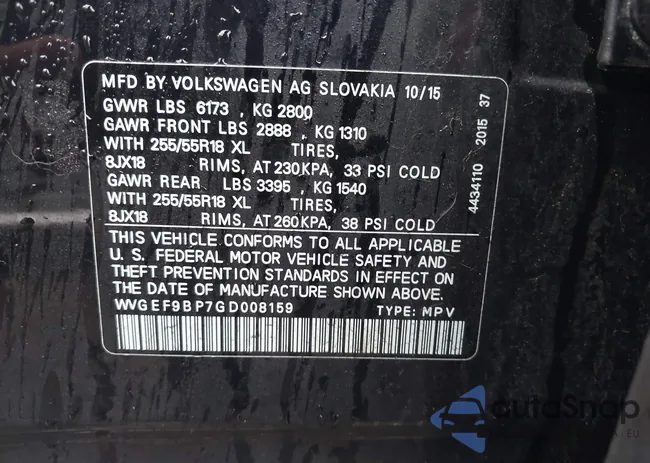 MFD BY VOLKSWAGEN AG SLOVAKIA 10/15
GVWR LBS 6173 , KG 2800
GAWR FRONT LBS 2888 , KG 1310
WITH 255/55R18 XL TIRES,
8JX18 RIMS, AT 230KPA, 33 PSI COLD
GAWR REAR LBS 3395 , KG 1540
WITH 255/55R18 XL TIRES,
8JX18 RIMS, AT 260KPA, 38 PSI COLD
THIS VEHICLE CONFORMS TO ALL APPLICABLE
U. S. FEDERAL MOTOR VEHICLE SAFETY AND
THEFT PREVENTION STANDARDS IN EFFECT ON
THE DATE OF MANUFACTURE SHOWN ABOVE.
WVGEF9BP7GD008159 TYPE: MPV
4434110 2015 37
autoSnap